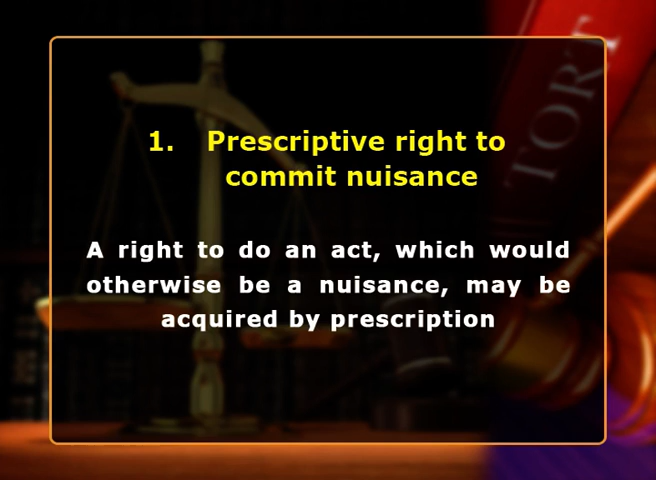 TORT
1. Prescriptive right to
commit nuisance
A right to do an act, which would
otherwise be a nuisance, may be
acquired by prescription